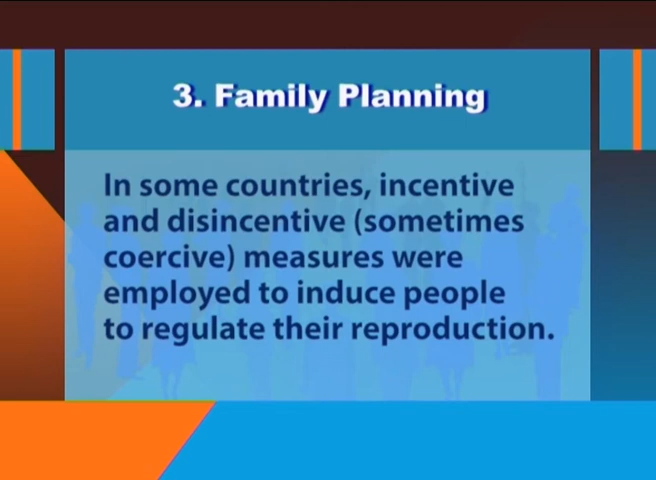 3. Family Planning
In some countries, incentive
and disincentive (sometimes
coercive) measures were
employed to induce people
to regulate their reproduction.